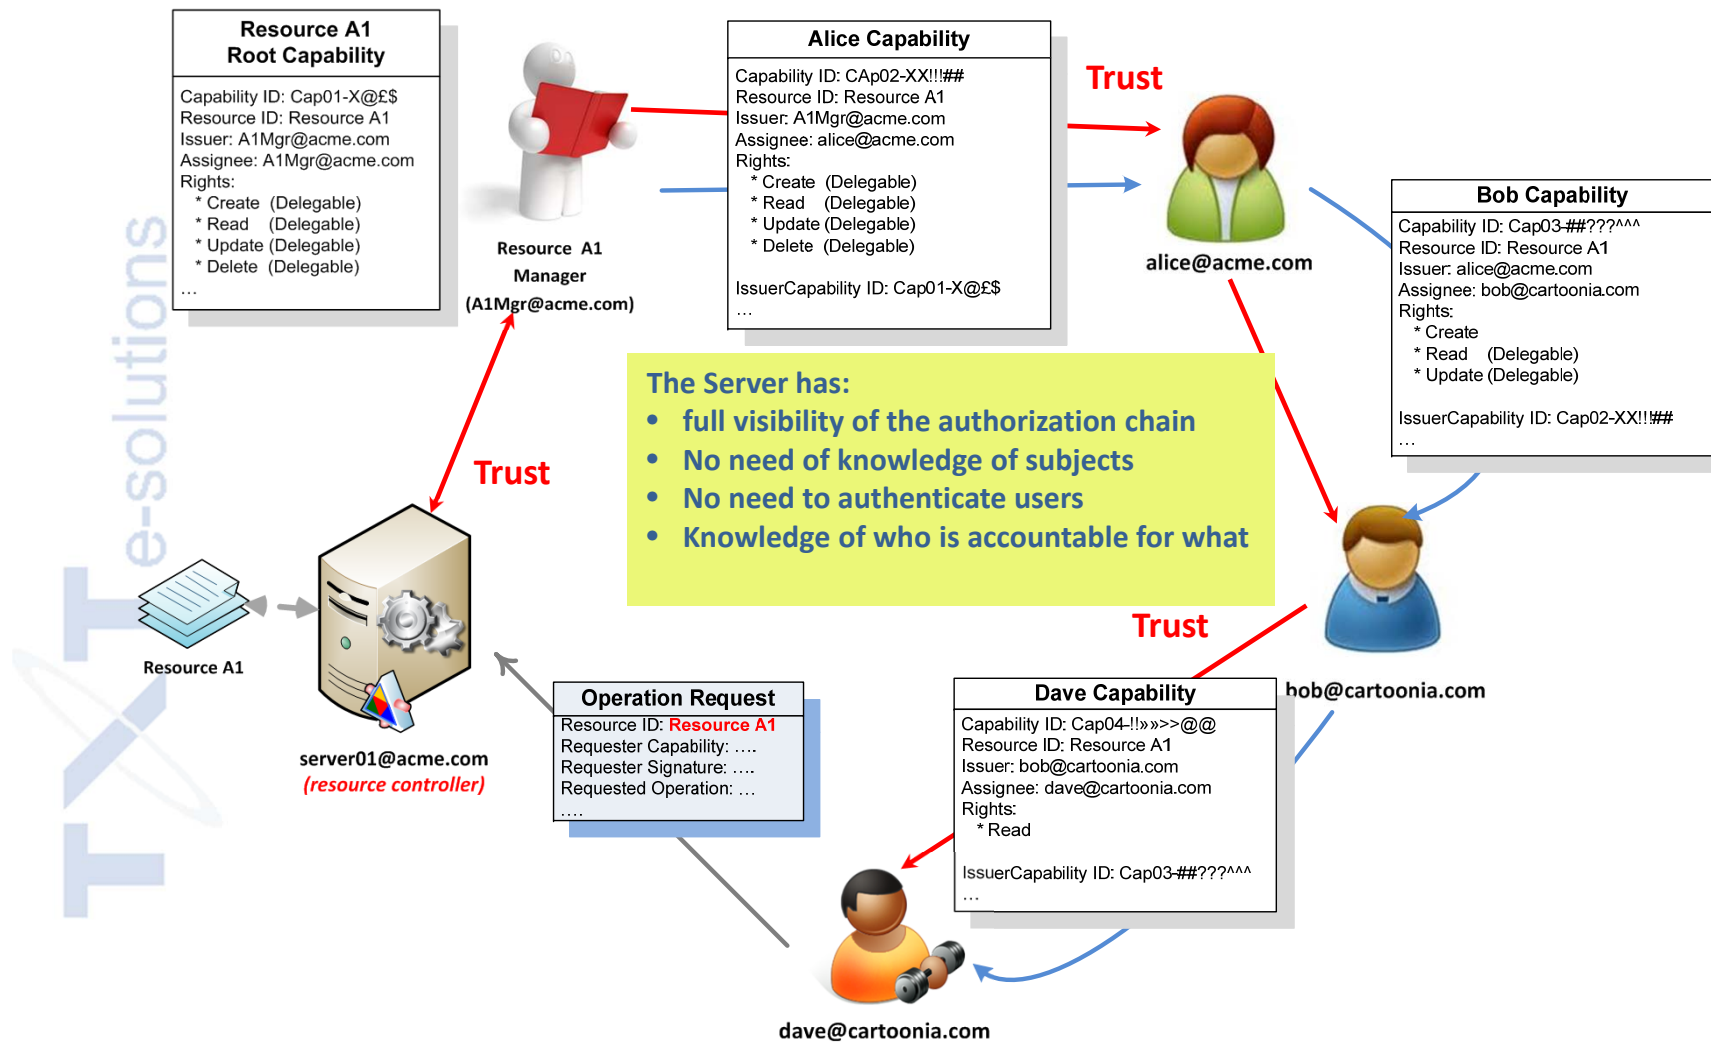 Resource A1
Root Capability
Capability ID: Cap01-X@£$
Resource ID: Resource A1
Issuer: A1Mgr@acme.com
Assignee: A1Mgr@acme.com
Rights:
* Create (Delegable)
* Read (Delegable)
* Update (Delegable)
* Delete (Delegable)
...
Resource A1
Manager
(A1Mgr@acme.com)
Alice Capability
Capability ID: CAp02-XX!!!##
Resource ID: Resource A1
Issuer: A1Mgr@acme.com
Assignee: alice@acme.com
Rights:
* Create (Delegable)
* Read (Delegable)
* Update (Delegable)
* Delete (Delegable)
IssuerCapability ID: Cap01-X@£$
...
Trust
alice@acme.com
Bob Capability
Capability ID: Cap03-##???^^^
Resource ID: Resource A1
Issuer: alice@acme.com
Assignee: bob@cartoonia.com
Rights:
* Create
* Read (Delegable)
* Update (Delegable)
IssuerCapability ID: Cap02-XX!!!##
...
The Server has:
• full visibility of the authorization chain
• No need of knowledge of subjects
• No need to authenticate users
• Knowledge of who is accountable for what
Trust
TXT e-solutions
Resource A1
server01@acme.com
(resource controller)
Operation Request
Resource ID: Resource A1
Requester Capability: ....
Requester Signature: ....
Requested Operation: ...
....
Trust
bob@cartoonia.com
Dave Capability
Capability ID: Cap04-!!»»>>@@
Resource ID: Resource A1
Issuer: bob@cartoonia.com
Assignee: dave@cartoonia.com
Rights:
* Read
IssuerCapability ID: Cap03-##???^^^
...
dave@cartoonia.com